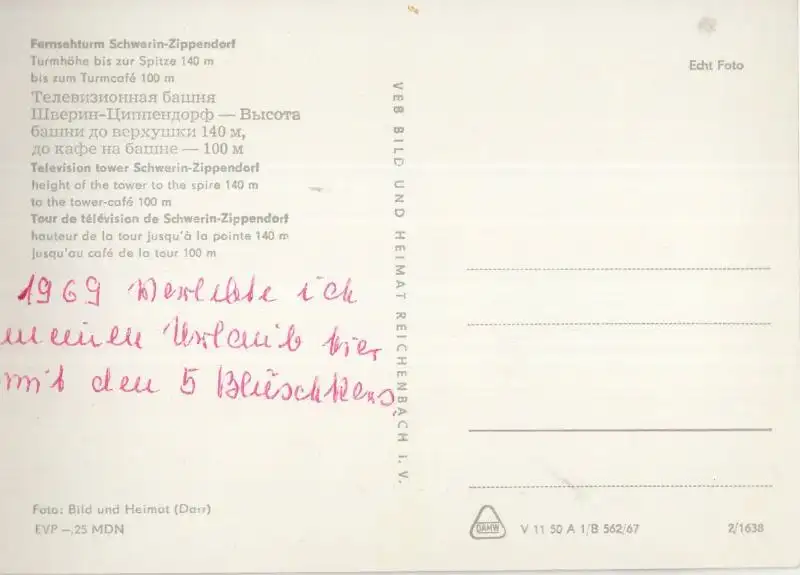 Fernsehturm Schwerin-Zippendorf
Turmhöhe bis zur Spitze 140 m
bis zum Turmcafé 100 m
Телевизионная башня
Шверин-Циппендорф — Высота
башни до верхушки 140 м,
до кафе на башне — 100 м
Television tower Schwerin-Zippendorf
height of the tower to the spire 140 m
to the tower-café 100 m
Tour de télévision de Schwerin-Zippendorf
hauteur de la tour jusqu'à la pointe 140 m
jusqu'au café de la tour 100 m
1969 verlebte ich
meinen Urlaub hier
mit den 5
Foto: Bild und Heimat (Darr)
EVP –,25 MDN
VEB BILD UND HEIMAT REICHENBACH I. V.
Echt Foto
DAMW
V 11 50 A 1/B 562/67
2/1638